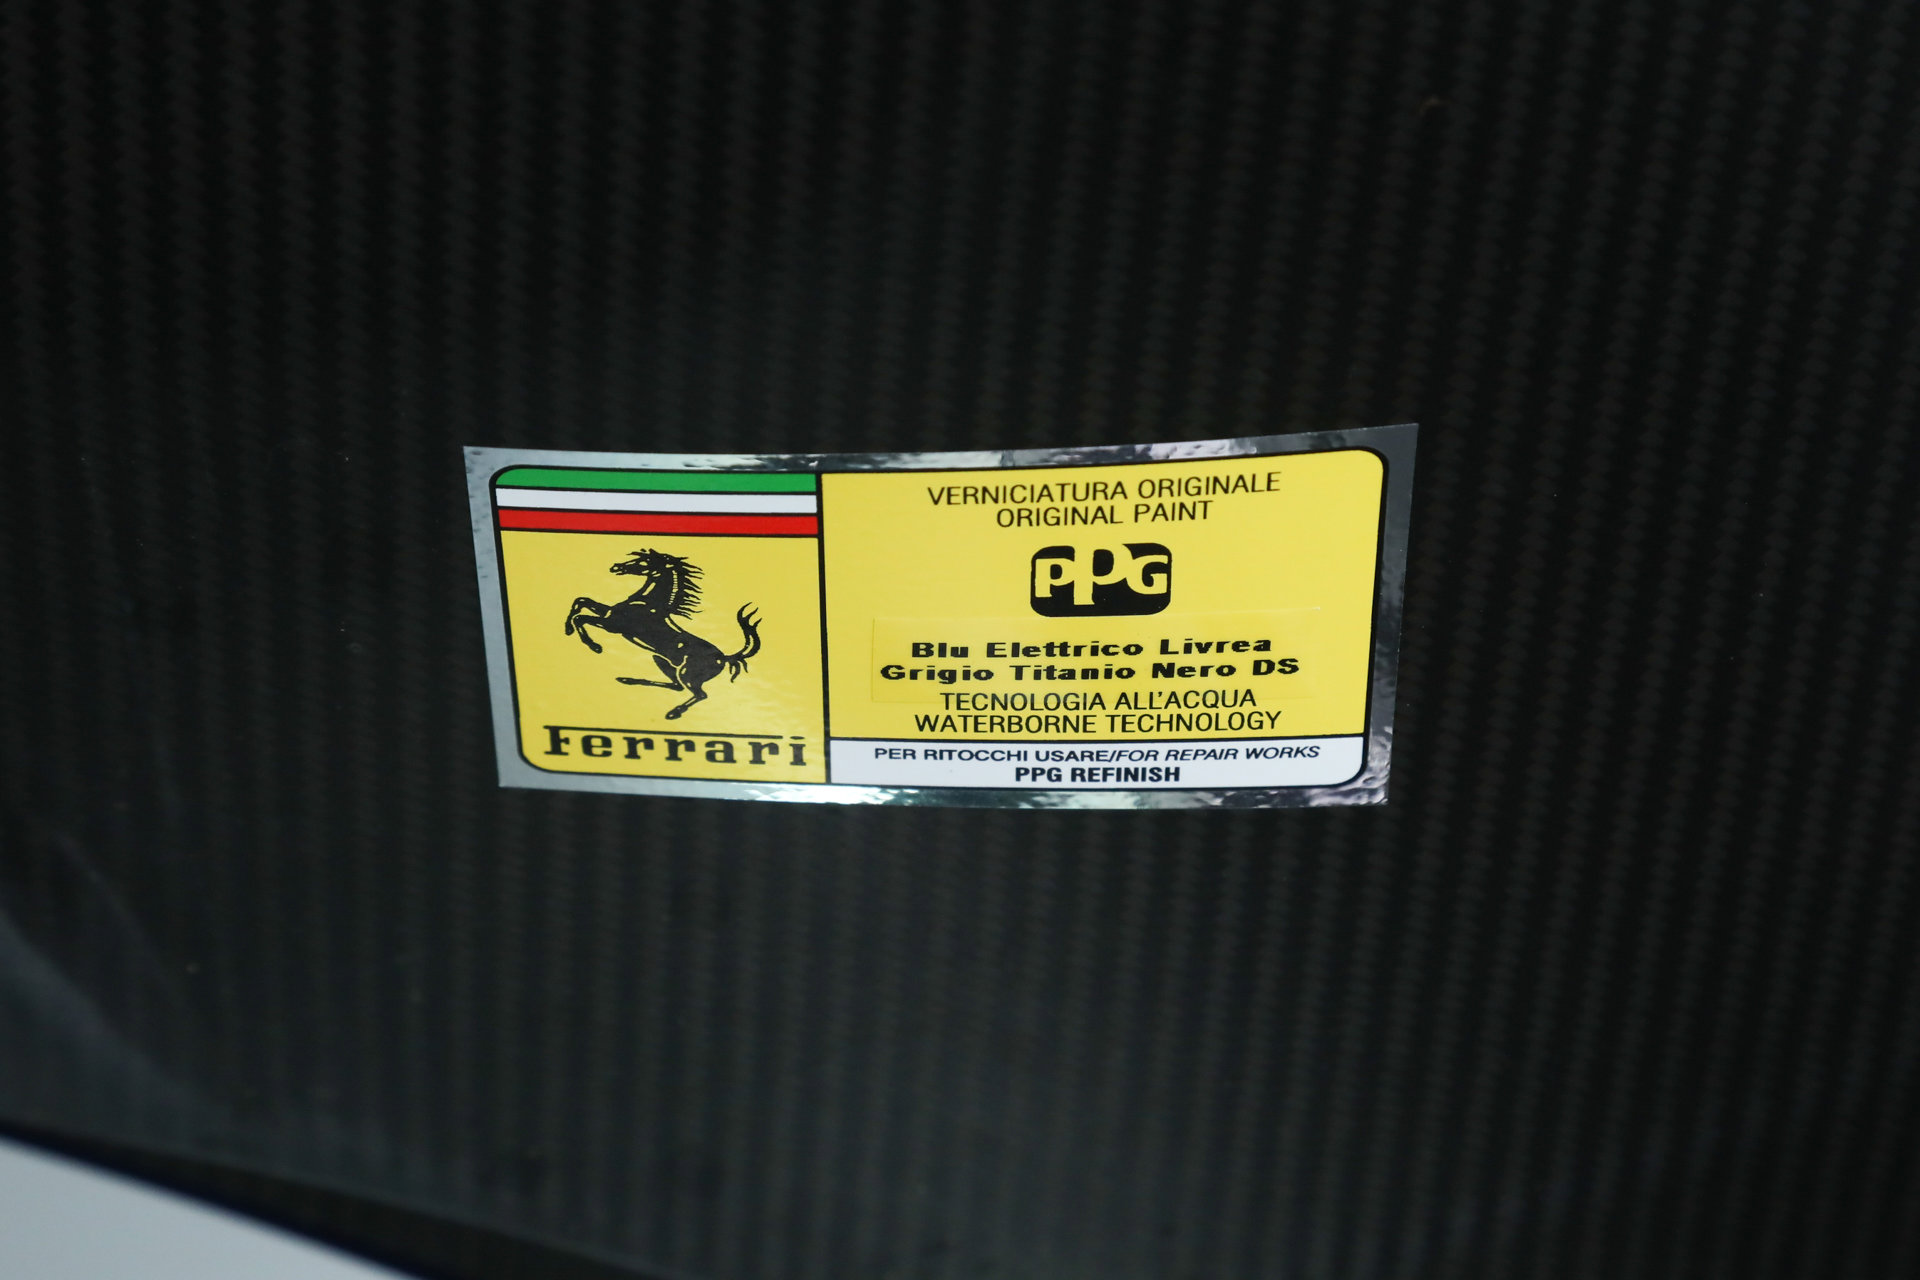 Ferrari
VERNICIATURA ORIGINALE
ORIGINAL PAINT
PPG
Blu Elettrico Livrea
Grigio Titanio Nero DS
TECNOLOGIA ALL'ACQUA
WATERBORNE TECHNOLOGY
PER RITOCCHI USARE/FOR REPAIR WORKS
PPG REFINISH